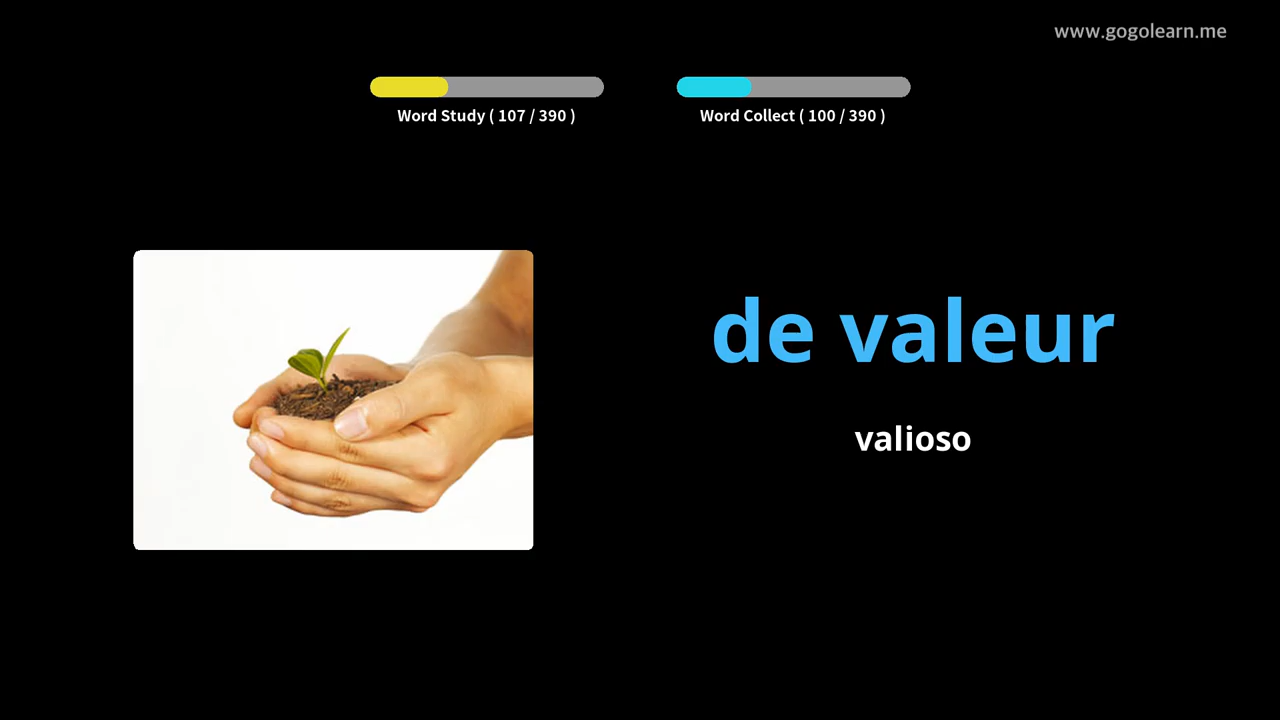 www.gogolearn.me
Word Study ( 107 / 390 )
Word Collect ( 100 / 390 )
de valeur
valioso